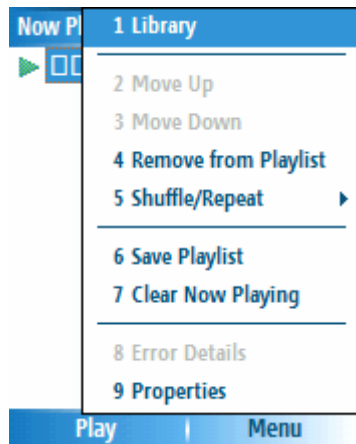 Now Pl
1 Library
2 Move Up
3 Move Down
4 Remove from Playlist
5 Shuffle/Repeat
6 Save Playlist
7 Clear Now Playing
8 Error Details
9 Properties
Play Menu